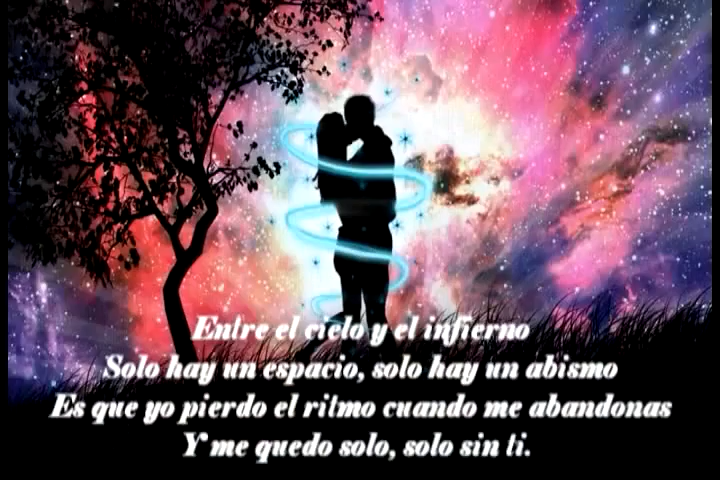 Entre el cielo y el infierno
Solo hay un espacio, solo hay un abismo
Es que yo pierdo el ritmo cuando me abandonas
Y me quedo solo, solo sin ti.